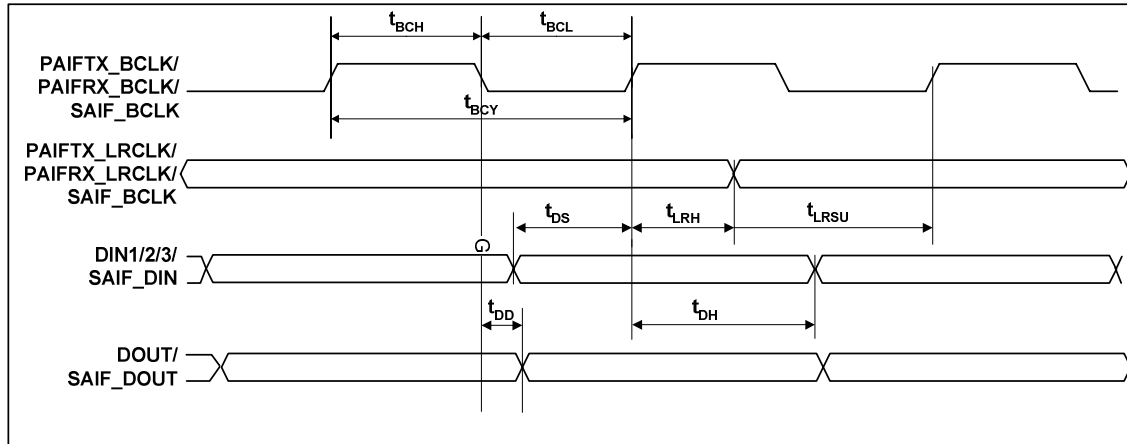 tBCH
tBCL
PAIFTX_BCLK/
PAIFRX_BCLK/
SAIF_BCLK
tBCY
PAIFTX_LRCLK/
PAIFRX_LRCLK/
SAIF_BCLK
tDS
tLRH
tLRSU
G
DIN1/2/3/
SAIF_DIN
tDD
tDH
DOUT/
SAIF_DOUT